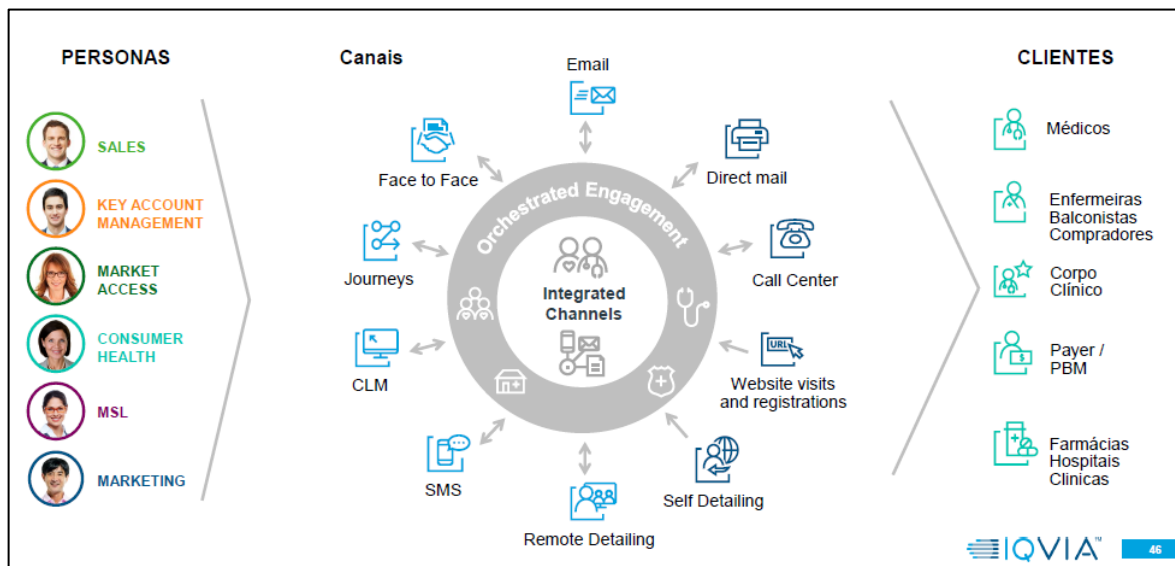 PERSONAS
SALES
KEY ACCOUNT
MANAGEMENT
MARKET
ACCESS
CONSUMER
HEALTH
MSL
MARKETING
Canais
Email
Face to Face
Direct mail
Journeys
Call Center
CLM
URL
Website visits
and registrations
SMS
Self Detailing
Remote Detailing
Orchestrated Engagement
Integrated
Channels
CLIENTES
Médicos
Enfermeiras
Balconistas
Compradores
Corpo
Clínico
$
Payer /
PBM
Farmácias
Hospitais
Clinicas
IQVIA™
46